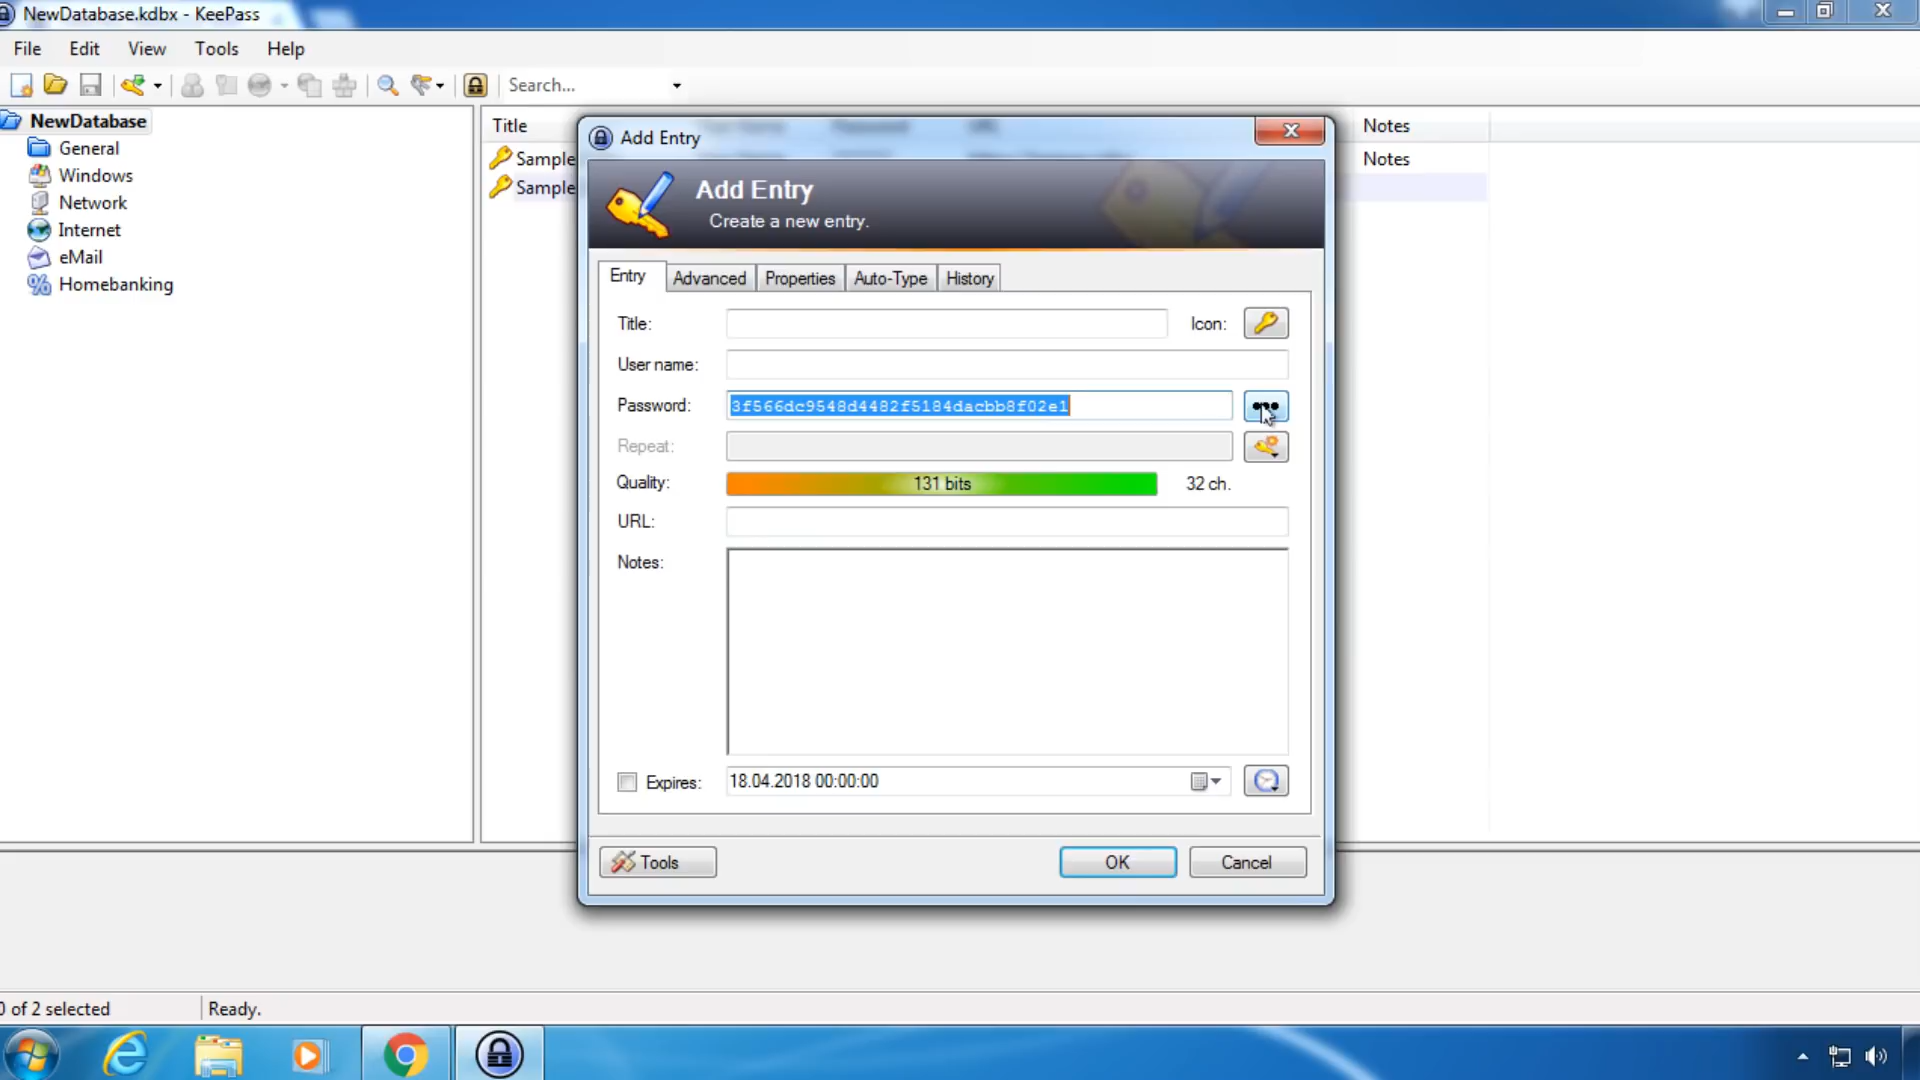 NewDatabase.kdbx - KeePass
File Edit View Tools Help
Search...
NewDatabase
General
Windows
Network
Internet
eMail
Homebanking
Title Notes
Sample Notes
Sample
Add Entry
Add Entry
Create a new entry.
Entry Advanced Properties Auto-Type History
Title: Icon:
User name:
Password: 3f566dc9548d4482f5184dacbb8f02e1
Repeat:
Quality: 131 bits 32 ch.
URL:
Notes:
Expires: 18.04.2018 00:00:00
Tools OK Cancel
0 of 2 selected Ready.